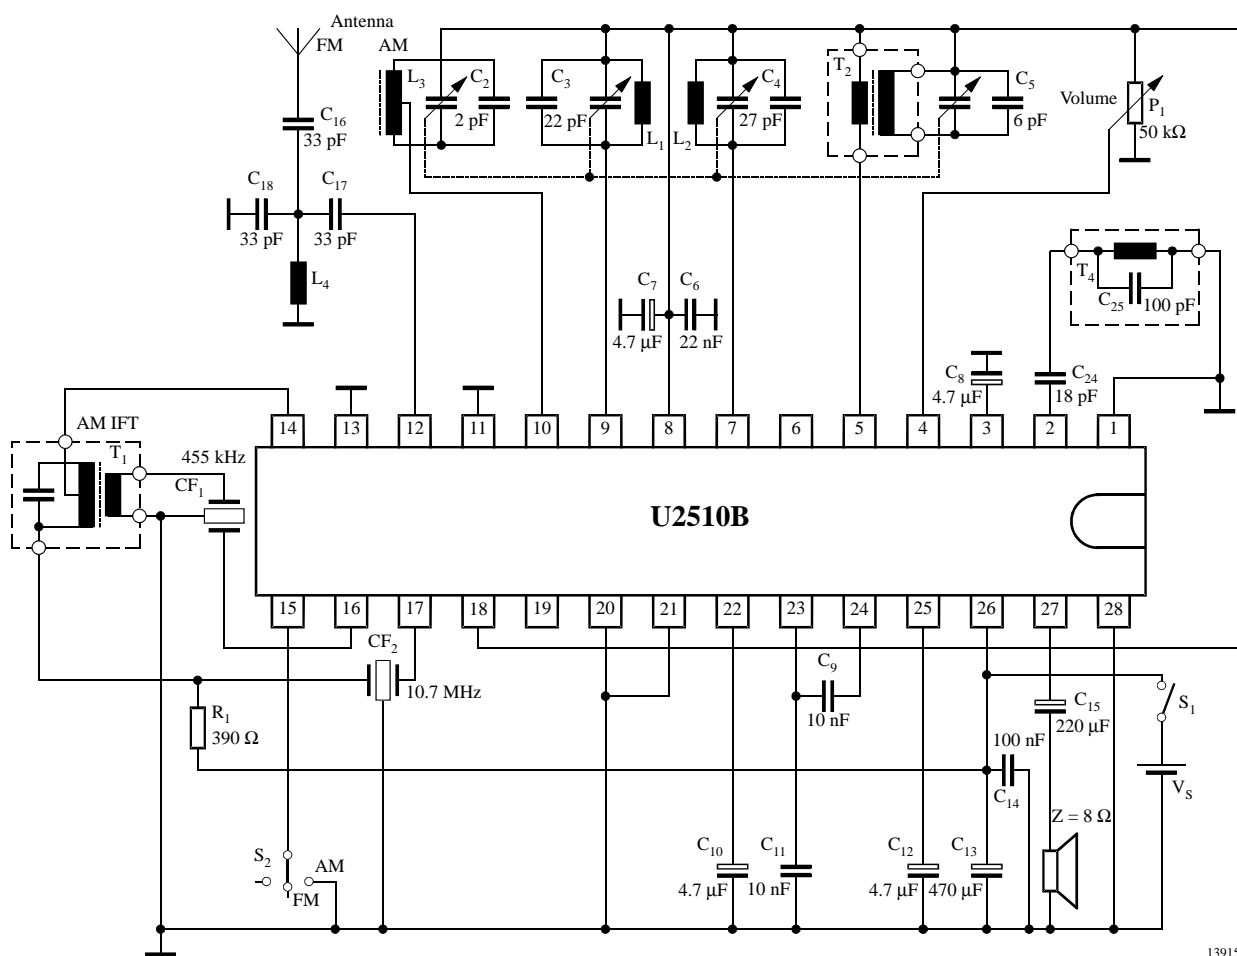 Antenna
FM
AM
L3
C2
2 pF
C3
22 pF
L1
L2
C4
27 pF
T2
C5
6 pF
Volume
P1
50 kΩ
C16
33 pF
C18
33 pF
C17
33 pF
L4
C7
4.7 µF
C6
22 nF
T4
C25
100 pF
C8
4.7 µF
C24
18 pF
14 13 12 11 10 9 8 7 6 5 4 3 2 1
AM IFT
T1
455 kHz
CF1
U2510B
15 16 17 18 19 20 21 22 23 24 25 26 27 28
CF2
10.7 MHz
R1
390 Ω
C9
10 nF
C15
220 µF
S1
100 nF
C14
VS
Z = 8 Ω
S2
AM
FM
C10
4.7 µF
C11
10 nF
C12
4.7 µF
C13
470 µF
13915